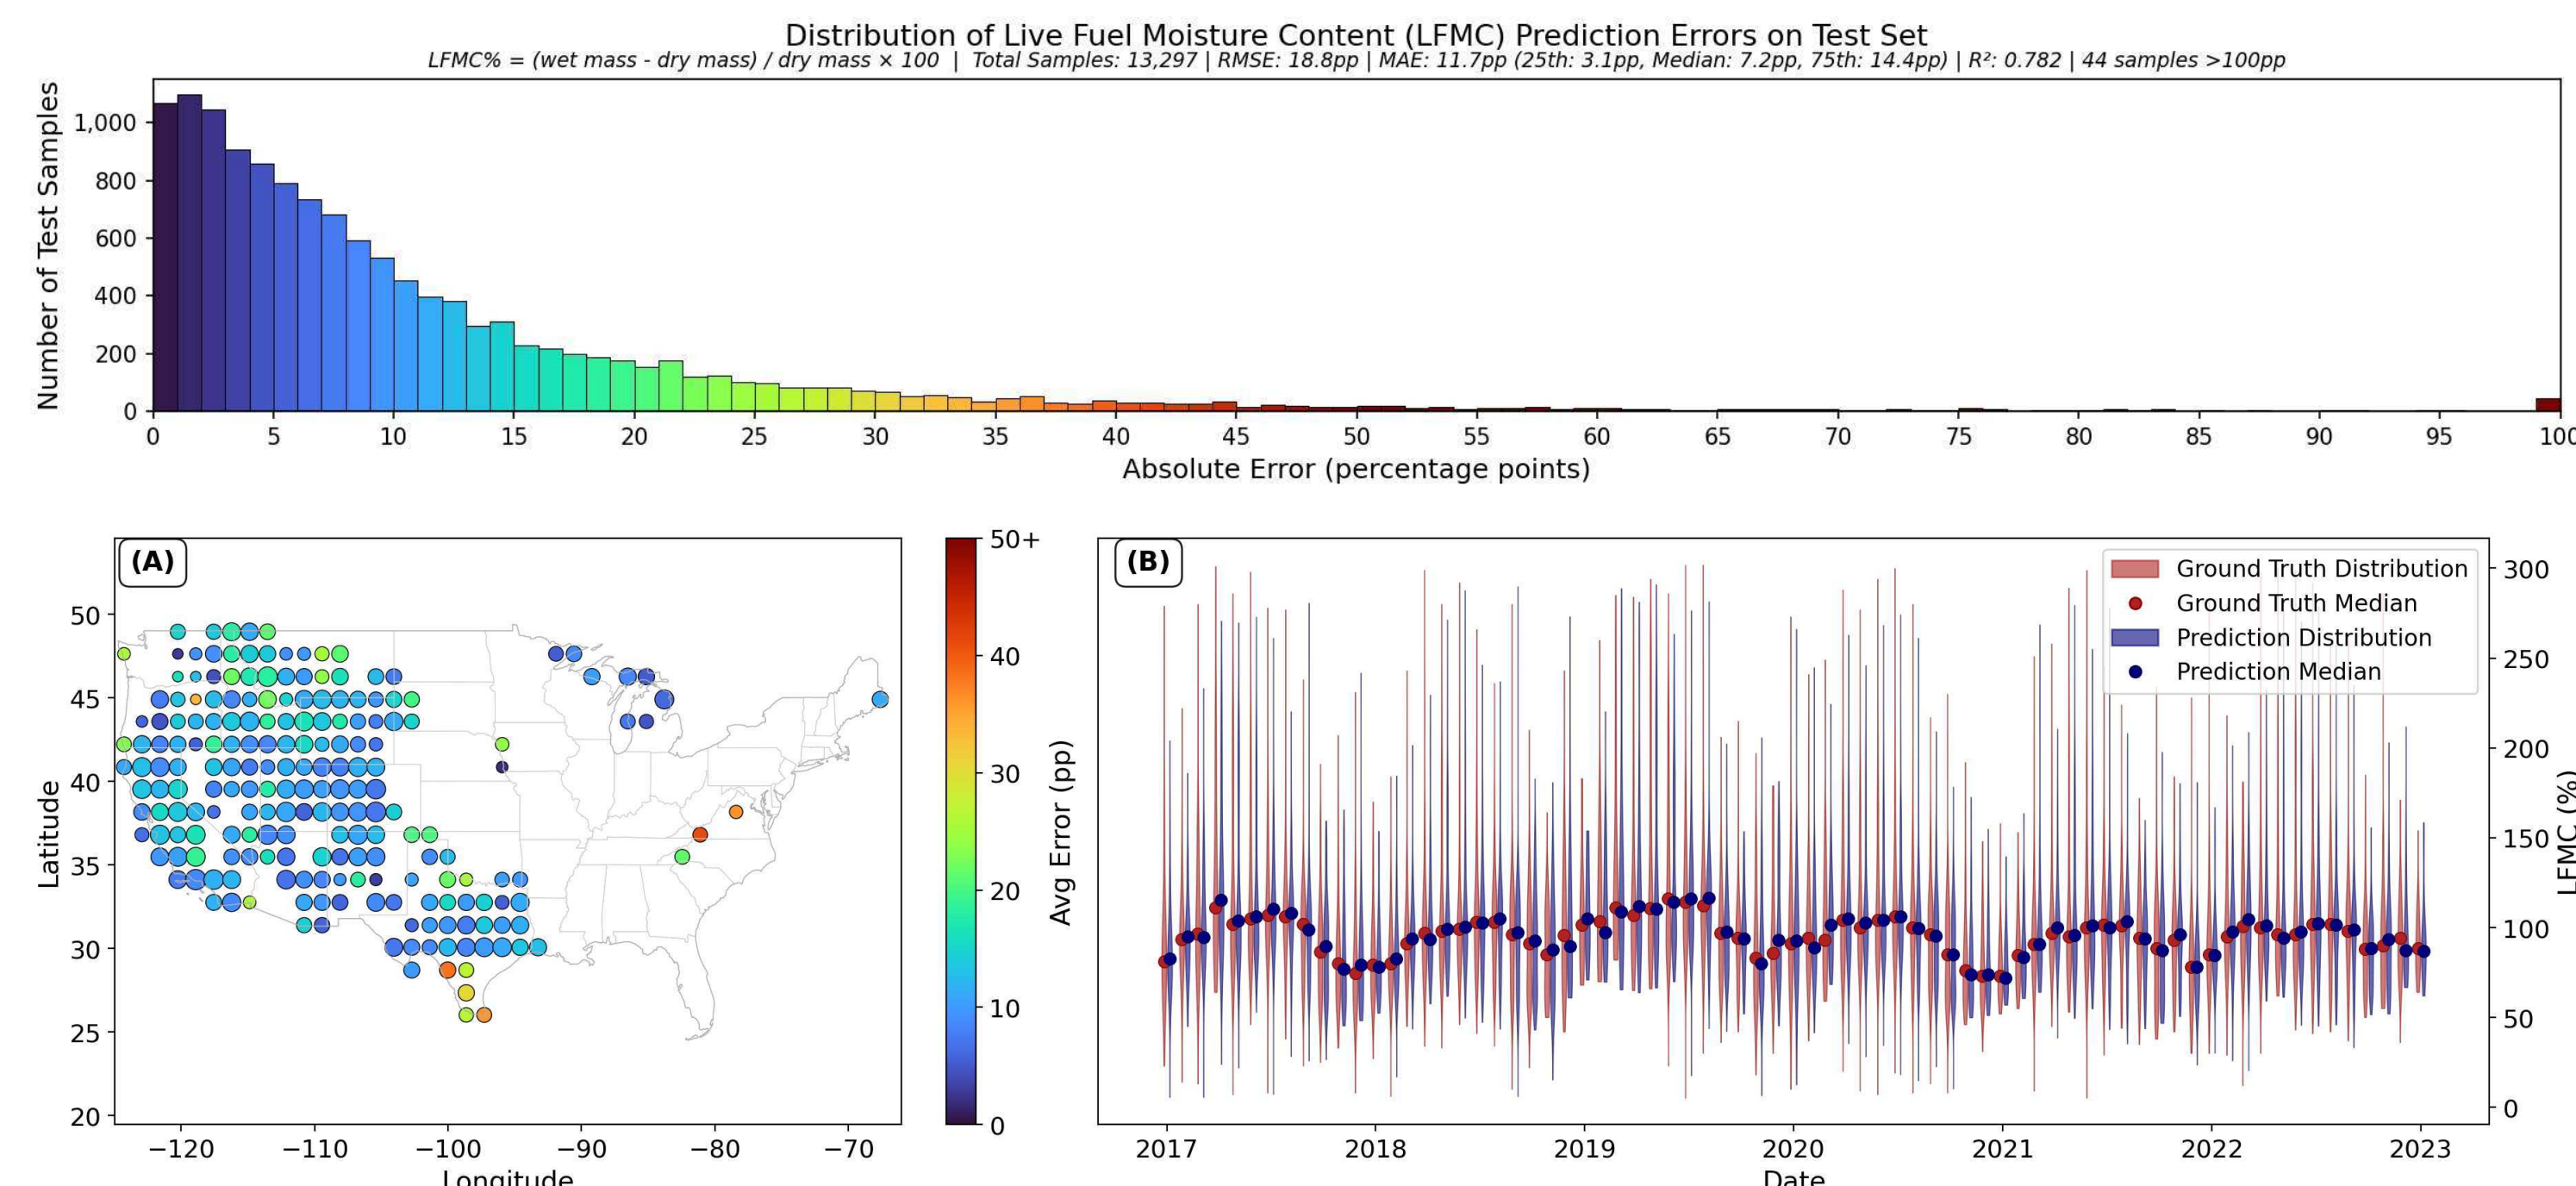 Distribution of Live Fuel Moisture Content (LFMC) Prediction Errors on Test Set
LFMC% = (wet mass - dry mass) / dry mass × 100 | Total Samples: 13,297 | RMSE: 18.8pp | MAE: 11.7pp (25th: 3.1pp, Median: 7.2pp, 75th: 14.4pp) | R²: 0.782 | 44 samples >100pp
Number of Test Samples
1,000
800
600
400
200
0
0 5 10 15 20 25 30 35 40 45 50 55 60 65 70 75 80 85 90 95 100
Absolute Error (percentage points)
(A)
Latitude
50
45
40
35
30
25
20
−120 −110 −100 −90 −80 −70
Longitude
50+
40
30
20
10
0
Avg Error (pp)
(B)
Ground Truth Distribution
Ground Truth Median
Prediction Distribution
Prediction Median
300
250
200
150
100
50
0
LFMC (%)
2017 2018 2019 2020 2021 2022 2023
Date